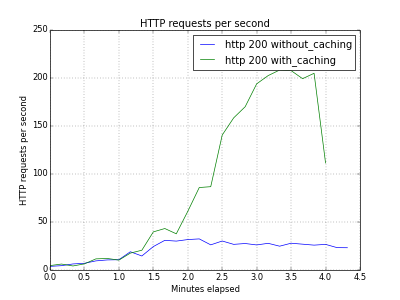 HTTP requests per second
250
200
150
100
50
0
HTTP requests per second
http 200 without_caching
http 200 with_caching
0.0 0.5 1.0 1.5 2.0 2.5 3.0 3.5 4.0 4.5
Minutes elapsed